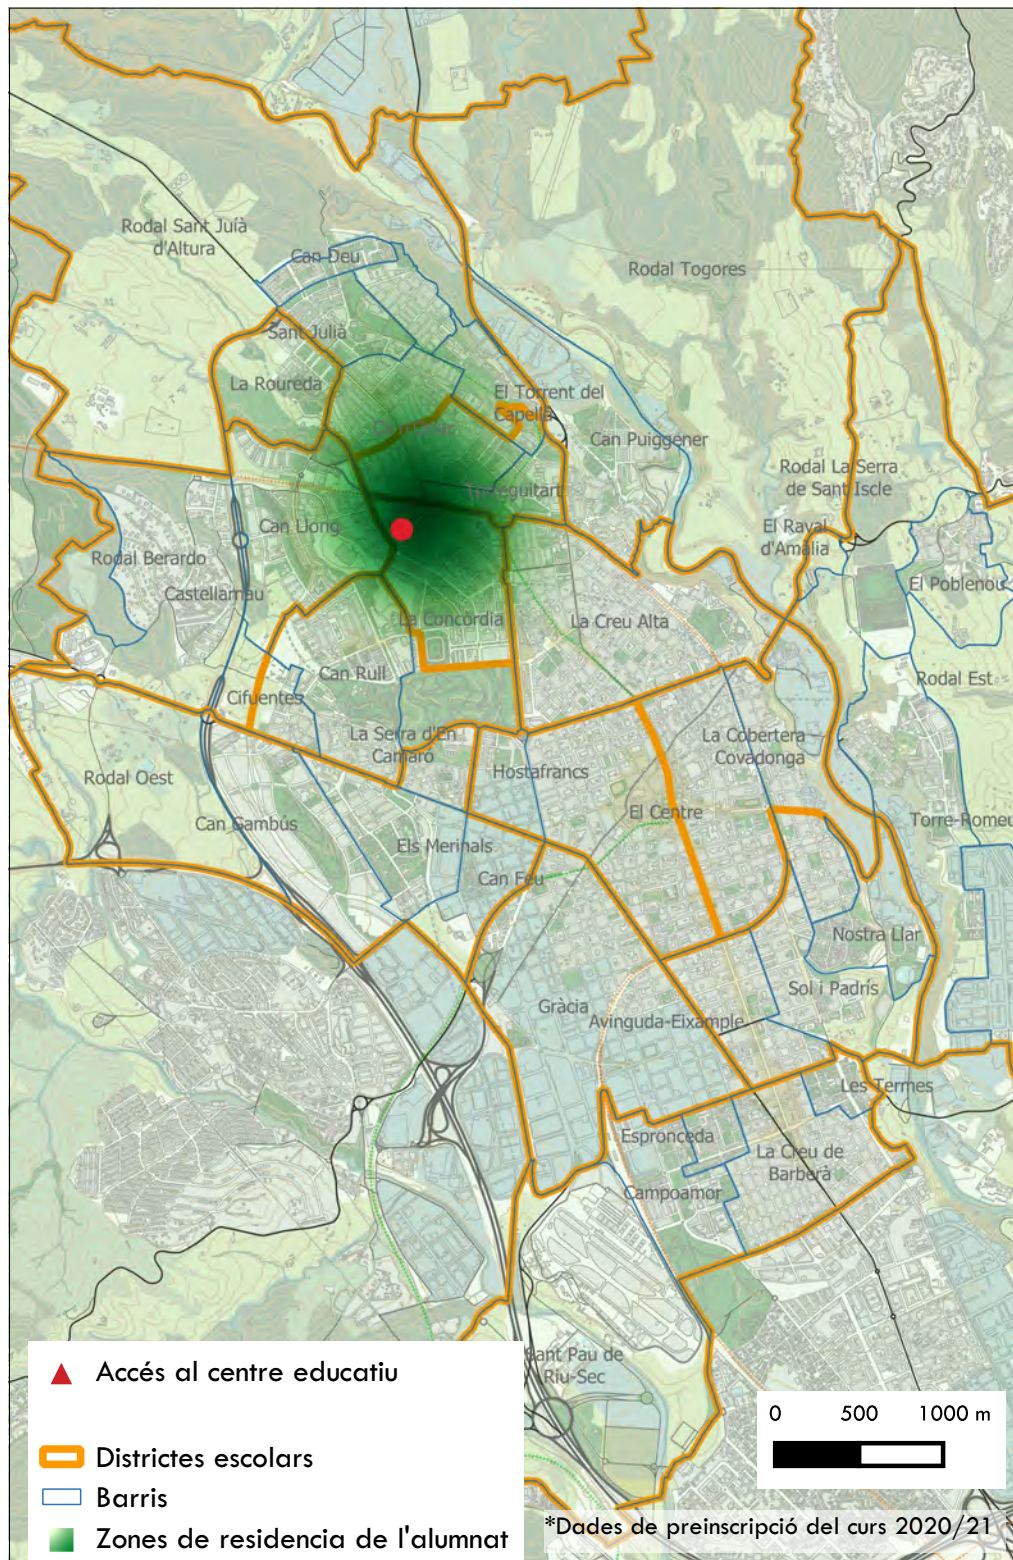 Rodal Sant Juíà
d'Altura
Can Deu
Rodal Togores
Sant Julià
La Roureda
El Torrent del
Capellà
Can Puiggener
Rodal La Serra
de Sant Iscle
Torreguitart
Can Llong
El Raval
d'Amàlia
Rodal Berardo
El Poblenou
Castellarnau
La Concòrdia
La Creu Alta
Can Rull
Rodal Est
Cifuentes
La Serra d'En
Camaró
La Cobertera
Covadonga
Rodal Oest
Hostafrancs
El Centre
Can Gambús
Torre-Romeu
Els Merinals
Can Feu
Nostra Llar
Sol i Padrís
Gràcia
Avinguda-Eixample
Les Termes
Espronceda
La Creu de
Barberà
Campoamor
Sant Pau de
Riu-Sec
Accés al centre educatiu
Districtes escolars
Barris
Zones de residencia de l'alumnat
0 500 1000 m
*Dades de preinscripció del curs 2020/21